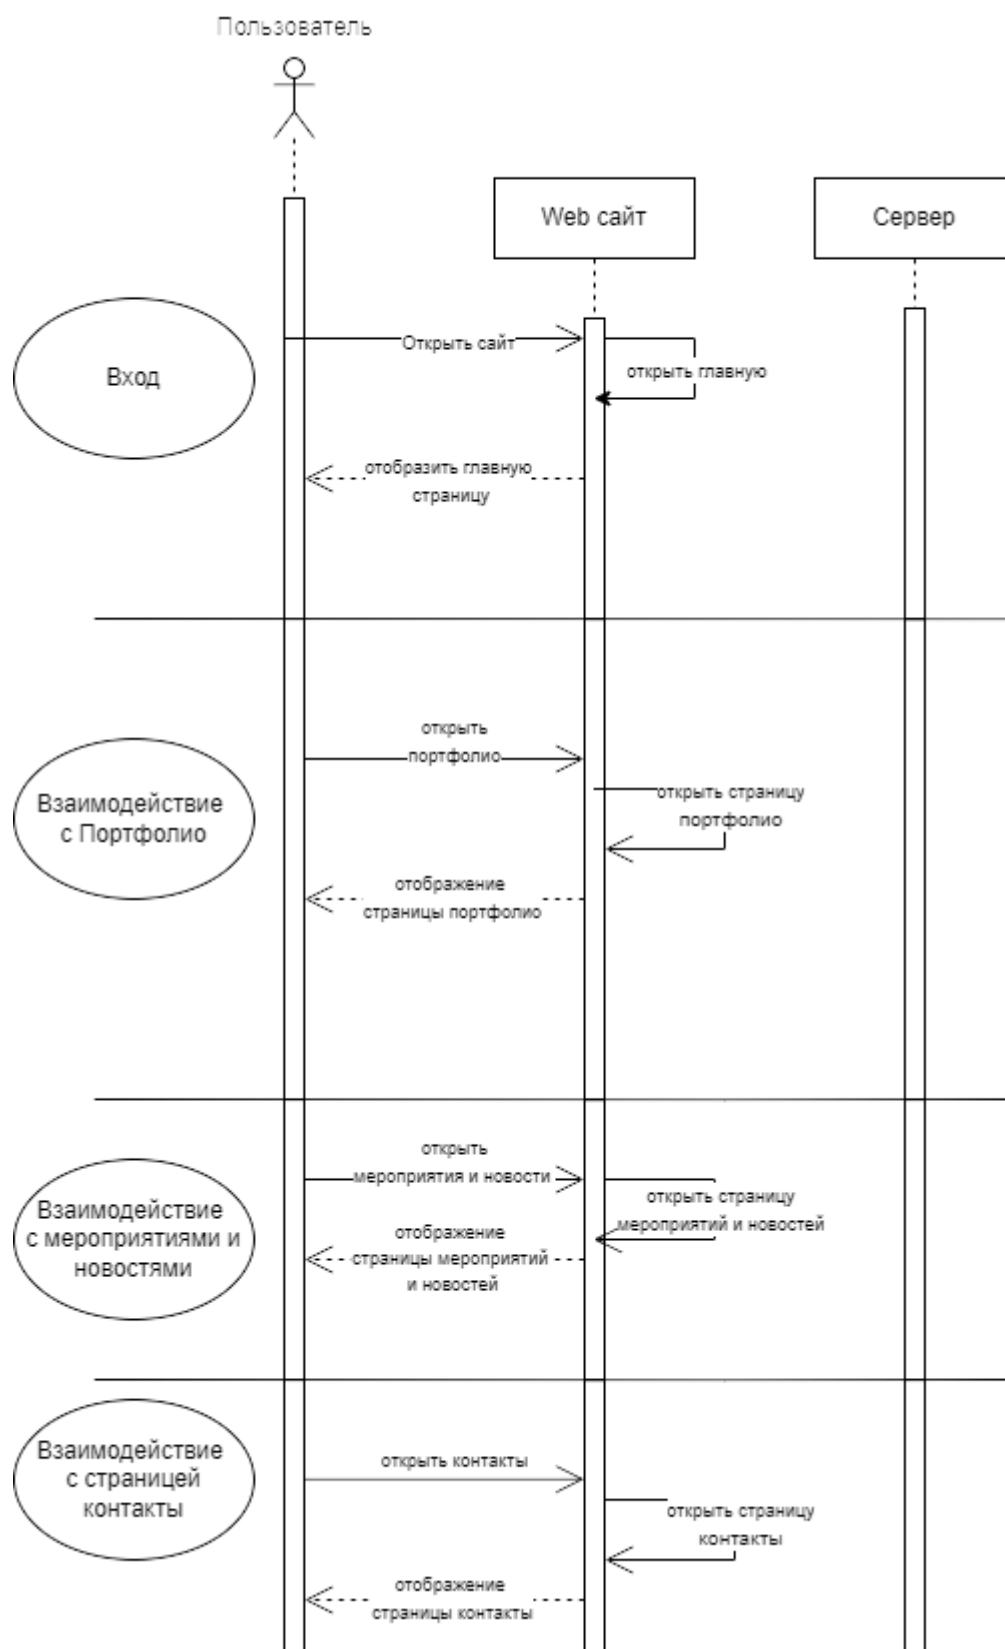 Пользователь
Web сайт
Сервер
Вход
Открыть сайт
открыть главную
отобразить главную
страницу
открыть
портфолио
Взаимодействие
с Портфолио
открыть страницу
портфолио
отображение
страницы портфолио
открыть
мероприятия и новости
Взаимодействие
с мероприятиями и
новостями
открыть страницу
мероприятий и новостей
отображение
страницы мероприятий
и новостей
Взаимодействие
с страницей
контакты
открыть контакты
открыть страницу
контакты
отображение
страницы контакты